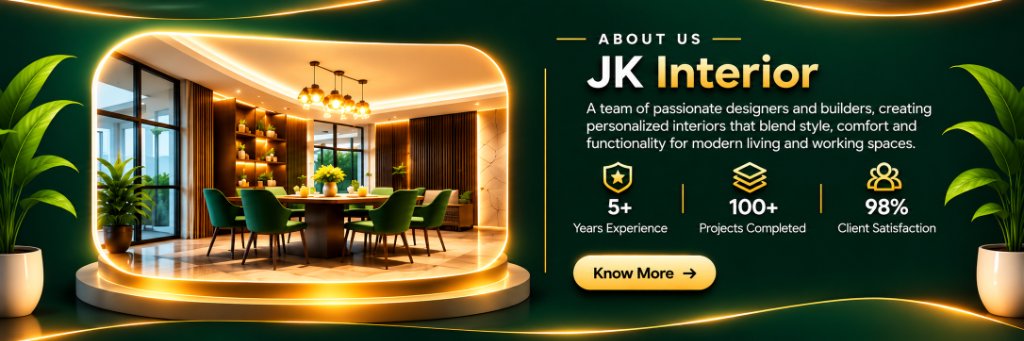 ABOUT US
JK Interior
A team of passionate designers and builders, creating
personalized interiors that blend style, comfort and
functionality for modern living and working spaces.
5+
Years Experience
100+
Projects Completed
98%
Client Satisfaction
Know More →